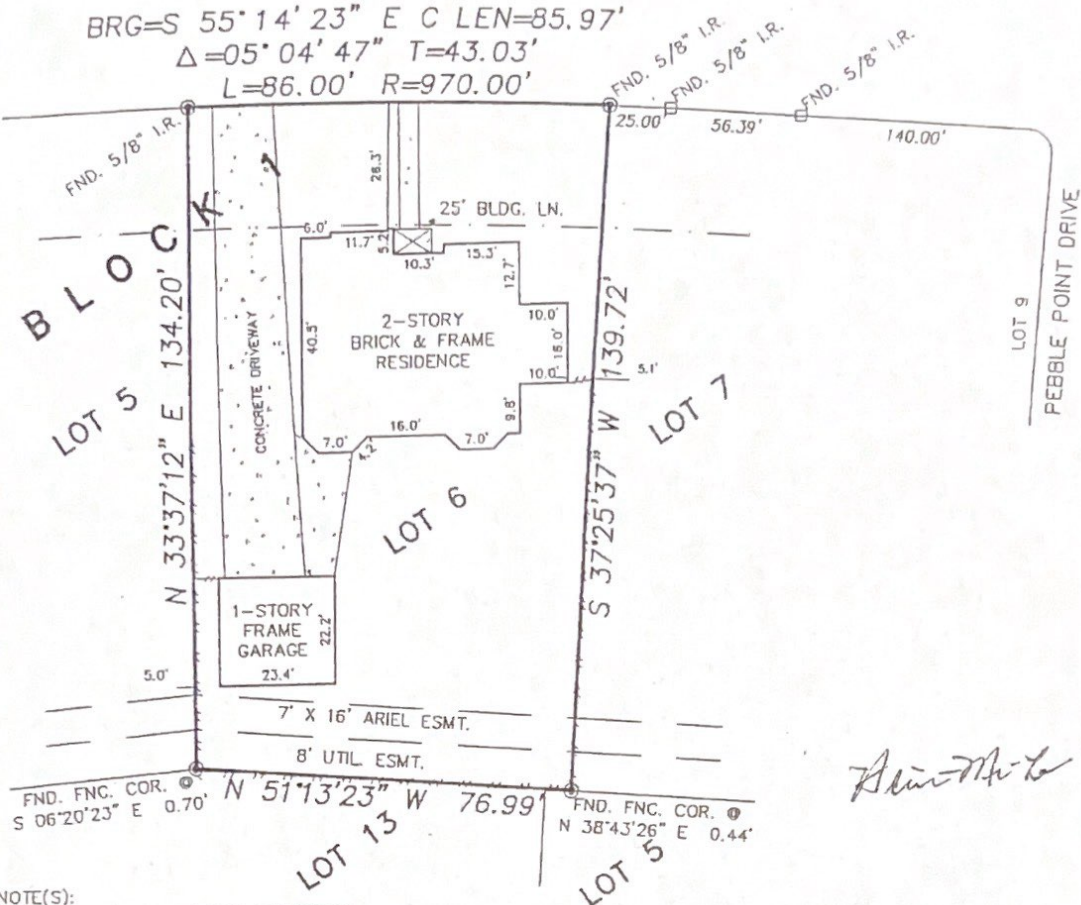 BRG=S 55°14'23" E C LEN=85.97'
Δ=05°04'47" T=43.03'
L=86.00' R=970.00'
FND. 5/8" I.R.
FND. 5/8" I.R.
FND. 5/8" I.R.
FND. 5/8" I.R.
25.00'
56.39'
140.00'
BLOCK 1
26.3'
25' BLDG. LN.
6.0'
11.7'
5.2'
10.3'
15.3'
12.7'
10.0'
15.0'
10.0'
5.1'
9.8'
40.5'
2-STORY
BRICK & FRAME
RESIDENCE
7.0'
4.2'
16.0'
7.0'
CONCRETE DRIVEWAY
N 33°37'12" E 134.20'
S 37°25'37" W 139.72'
LOT 5
LOT 6
LOT 7
LOT 9
PEBBLE POINT DRIVE
1-STORY
FRAME
GARAGE
22.2'
23.4'
5.0'
7' X 16' ARIEL ESMT.
8' UTIL. ESMT.
FND. FNC. COR. @
S 06°20'23" E 0.70'
N 51°13'23" W 76.99'
FND. FNC. COR. @
N 38°43'26" E 0.44'
LOT 13
LOT 5
NOTE(S):